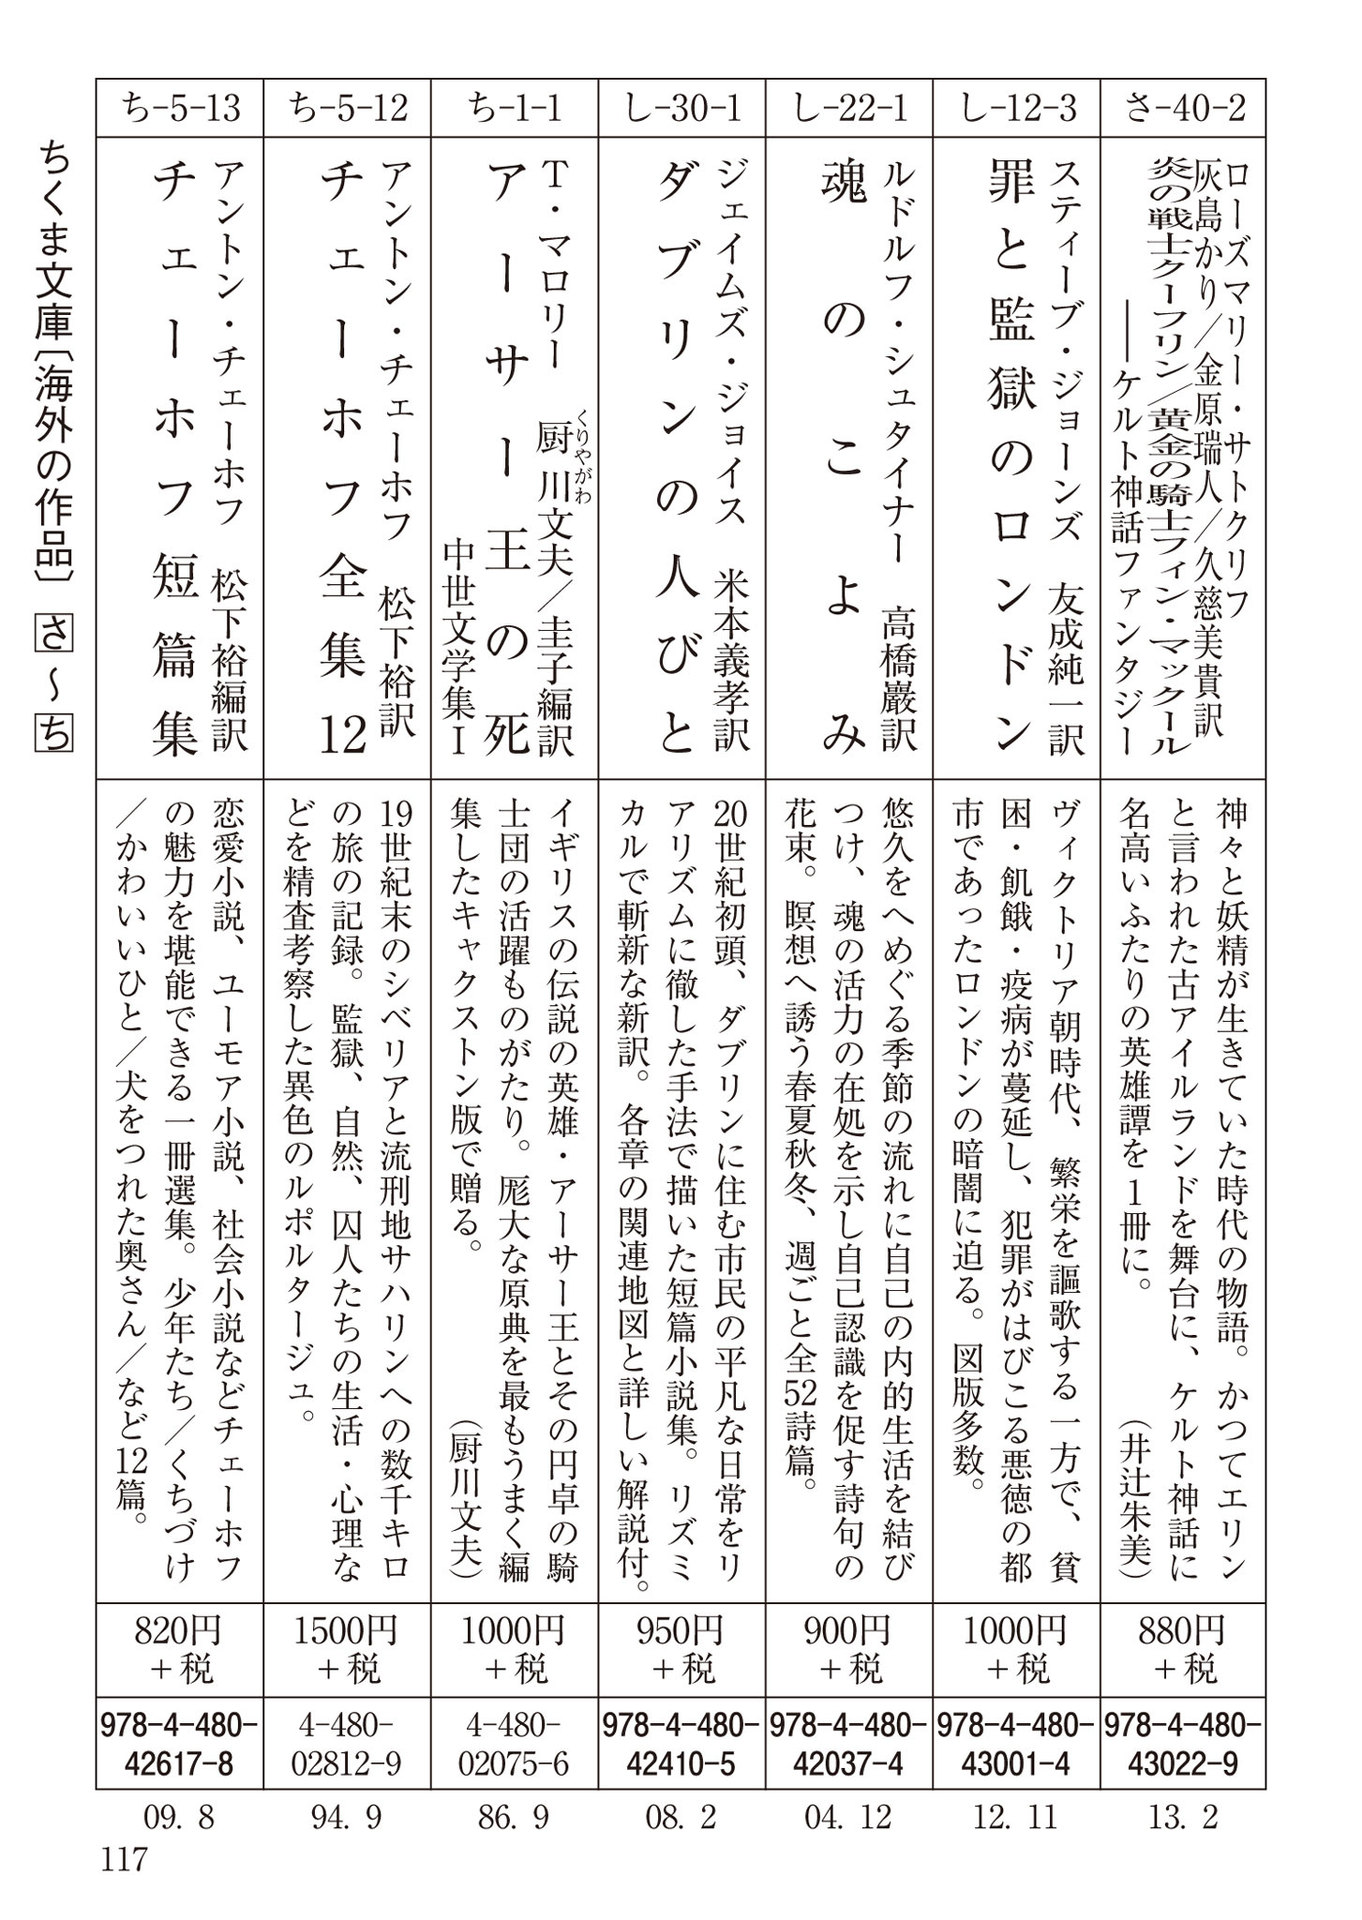 さ-40-2
ローズマリー・サトクリフ
灰島かり/金原瑞人/久慈美貴訳
炎の戦士クーフリン/黄金の騎士フィン・マックール
──ケルト神話ファンタジー
神々と妖精が生きていた時代の物語。かつてエリン
と言われた古アイルランドを舞台に、ケルト神話に
名高いふたりの英雄譚を1冊に。(井辻朱美)
880円
+税
978-4-480-
43022-9
13. 2
し-12-3
スティーブ・ジョーンズ 友成純一訳
罪と監獄のロンドン
ヴィクトリア朝時代、繁栄を謳歌する一方で、貧
困・飢餓・疫病が蔓延し、犯罪がはびこる悪徳の都
市であったロンドンの暗闇に迫る。図版多数。
1000円
+税
978-4-480-
43001-4
12. 11
し-22-1
ルドルフ・シュタイナー 高橋巖訳
魂のこよみ
悠久をへめぐる季節の流れに自己の内的生活を結び
つけ、魂の活力の在処を示し自己認識を促す詩句の
花束。瞑想へ誘う春夏秋冬、週ごと全52詩篇。
900円
+税
978-4-480-
42037-4
04. 12
し-30-1
ジェイムズ・ジョイス 米本義孝訳
ダブリンの人びと
20世紀初頭、ダブリンに住む市民の平凡な日常をリ
アリズムに徹した手法で描いた短篇小説集。リズミ
カルで斬新な新訳。各章の関連地図と詳しい解説付。
950円
+税
978-4-480-
42410-5
08. 2
ち-1-1
T・マロリー 厨川文夫/圭子編訳
くりやがわ
アーサー王の死
中世文学集Ⅰ
イギリスの伝説の英雄・アーサー王とその円卓の騎
士団の活躍ものがたり。厖大な原典を最もうまく編
集したキャクストン版で贈る。(厨川文夫)
1000円
+税
4-480-
02075-6
86. 9
ち-5-12
アントン・チェーホフ 松下裕訳
チェーホフ全集12
19世紀末のシベリアと流刑地サハリンへの数千キロ
の旅の記録。監獄、自然、囚人たちの生活・心理な
どを精査考察した異色のルポルタージュ。
1500円
+税
4-480-
02812-9
94. 9
ち-5-13
アントン・チェーホフ 松下裕編訳
チェーホフ短篇集
恋愛小説、ユーモア小説、社会小説などチェーホフ
の魅力を堪能できる一冊選集。少年たち/くちづけ
/かわいいひと/犬をつれた奥さん/など12篇。
820円
+税
978-4-480-
42617-8
09. 8
ちくま文庫〔海外の作品〕さ〜ち
117